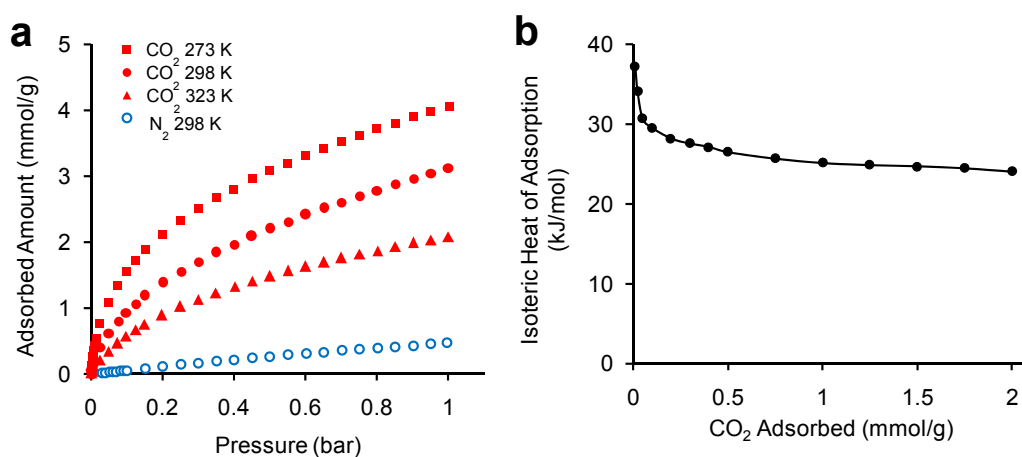 a
CO2 273 K
CO2 298 K
CO2 323 K
N2 298 K
Adsorbed Amount (mmol/g)
5
4
3
2
1
0
0 0.2 0.4 0.6 0.8 1
Pressure (bar)
b
Isoteric Heat of Adsorption
(kJ/mol)
40
30
20
10
0
0 0.5 1 1.5 2
CO2 Adsorbed (mmol/g)